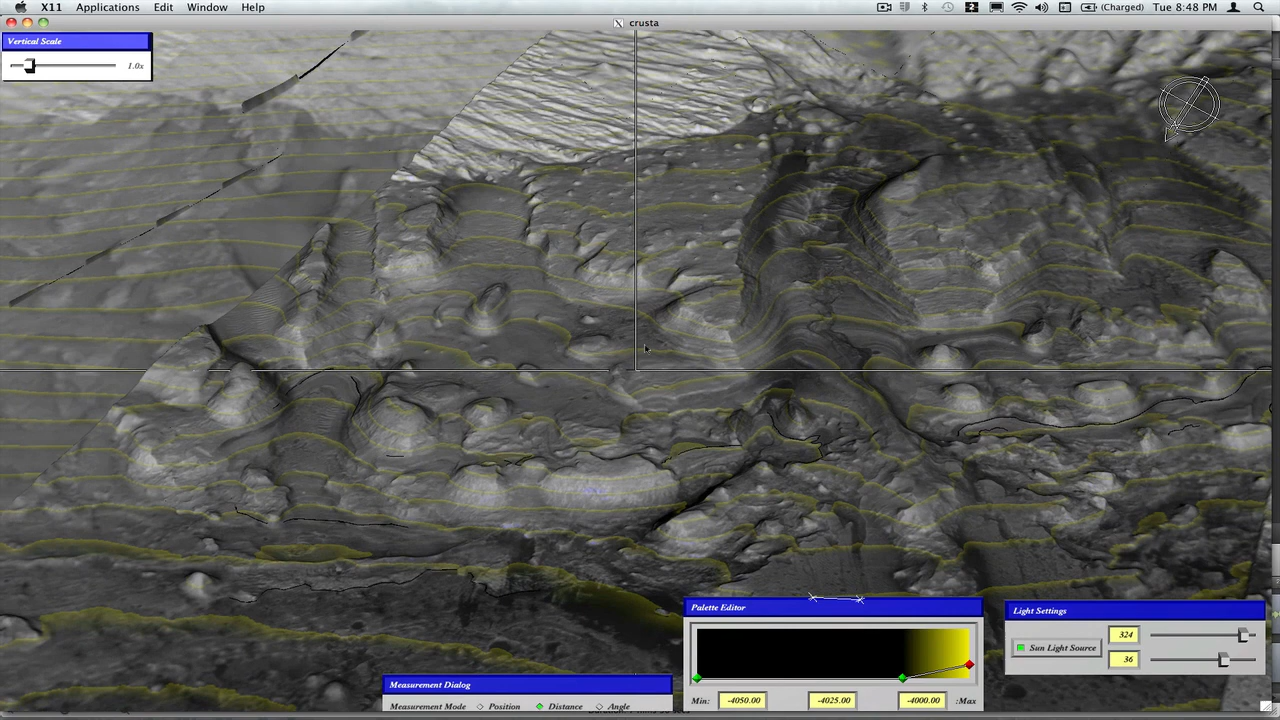 X11 Applications Edit Window Help 2 (Charged) Tue 8:48 PM
crusta
Vertical Scale
1.0x
Palette Editor
Min: -4050.00 -4025.00 -4000.00 :Max
Light Settings
Sun Light Source 324
36
Measurement Dialog
Measurement Mode Position Distance Angle